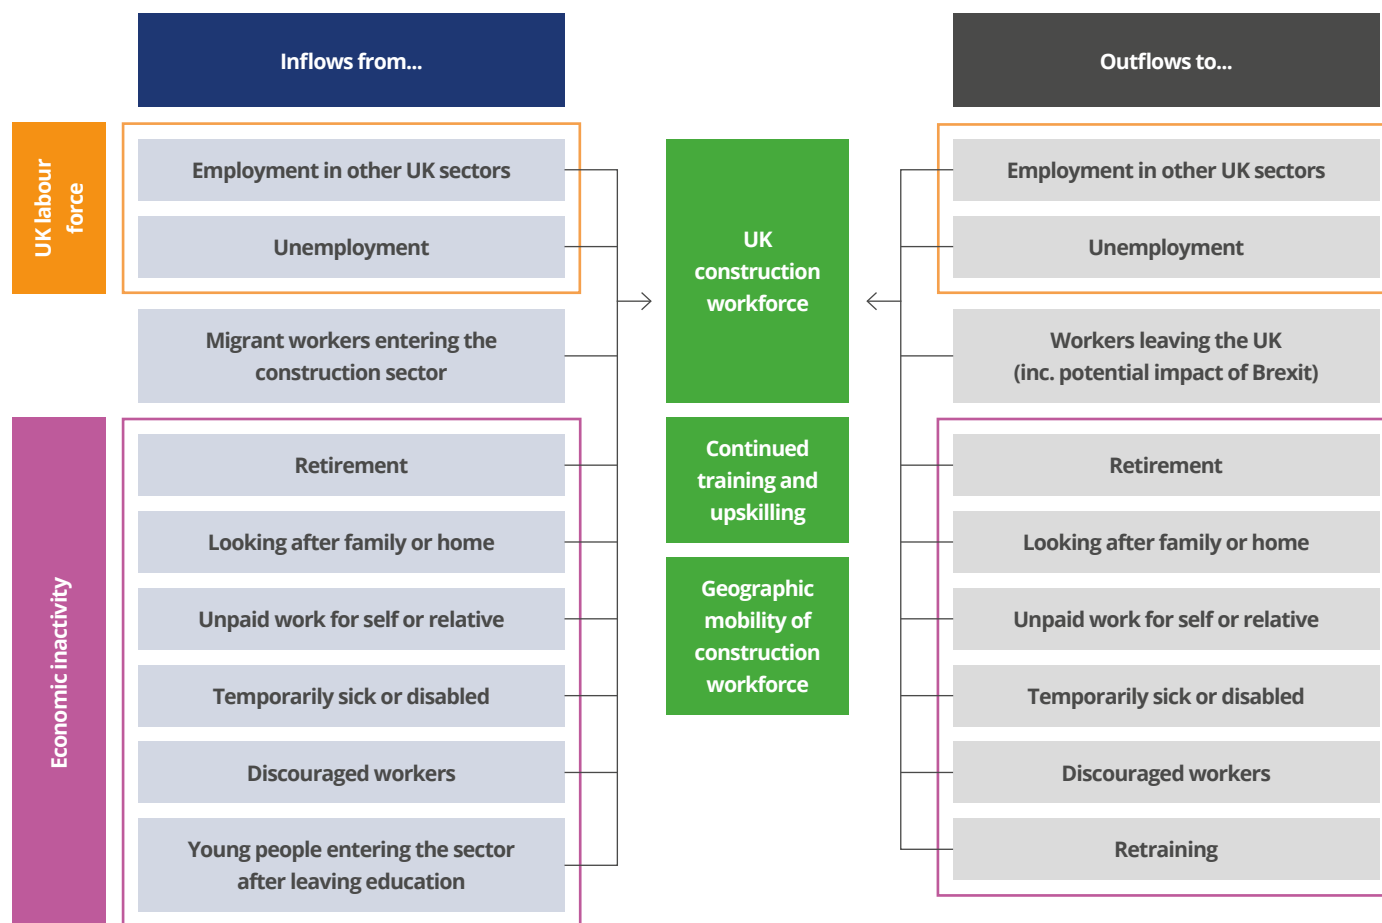 Inflows from...
Outflows to...
UK labour
force
Employment in other UK sectors
Unemployment
Migrant workers entering the
construction sector
Economic inactivity
Retirement
Looking after family or home
Unpaid work for self or relative
Temporarily sick or disabled
Discouraged workers
Young people entering the sector
after leaving education
UK
construction
workforce
Continued
training and
upskilling
Geographic
mobility of
construction
workforce
Employment in other UK sectors
Unemployment
Workers leaving the UK
(inc. potential impact of Brexit)
Retirement
Looking after family or home
Unpaid work for self or relative
Temporarily sick or disabled
Discouraged workers
Retraining